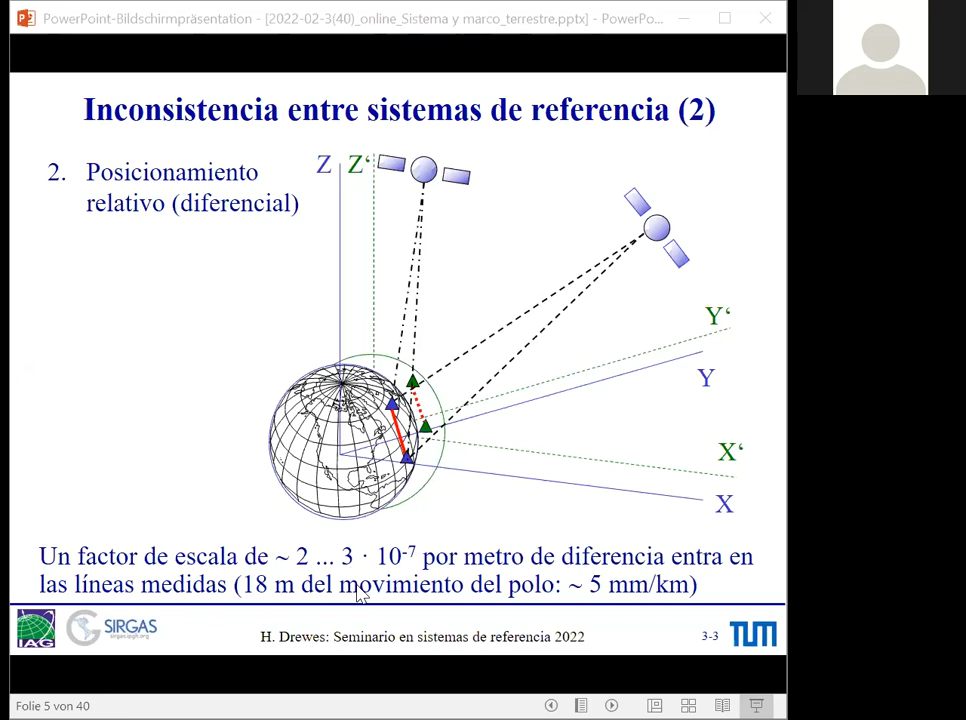 PowerPoint-Bildschirmpräsentation - [2022-02-3(40)_online_Sistema y marco_terrestre.pptx] - PowerPo...
Inconsistencia entre sistemas de referencia (2)
2. Posicionamiento
relativo (diferencial)
Z Z‘
Y‘
Y
X‘
X
Un factor de escala de ~ 2 ... 3 · 10-7 por metro de diferencia entra en
las líneas medidas (18 m del movimiento del polo: ~ 5 mm/km)
IAG
SIRGAS
sirgas.ipgh.org
H. Drewes: Seminario en sistemas de referencia 2022
3-3
TUM
Folie 5 von 40